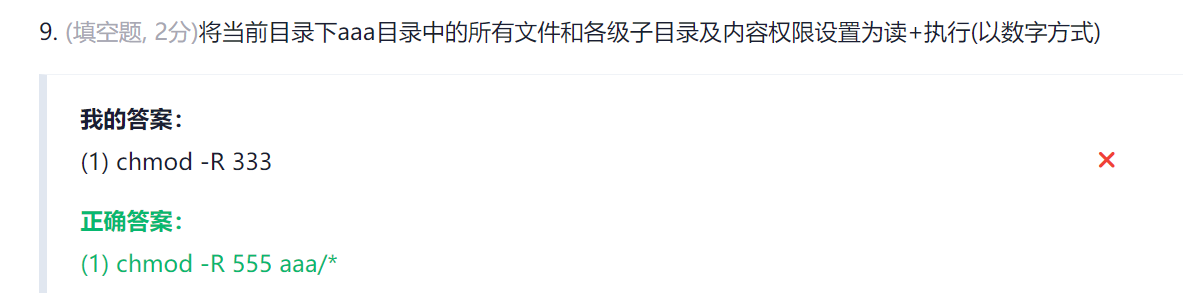 9. (填空题, 2分)将当前目录下aaa目录中的所有文件和各级子目录及内容权限设置为读+执行(以数字方式)
我的答案：
(1) chmod -R 333
正确答案：
(1) chmod -R 555 aaa/*